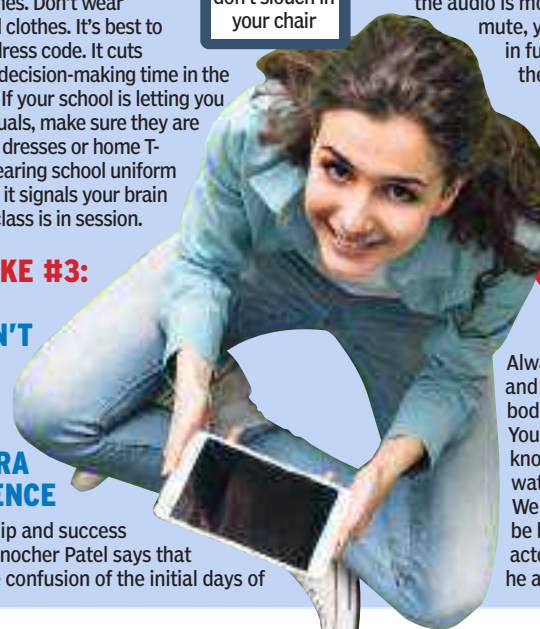 nes. Don't wear
clothes. It's best to
ress code. It cuts
decision-making time in the
If your school is letting you
uals, make sure they are
dresses or home T-
earing school uniform
it signals your brain
class is in session.
KE #3:
N'T
RA
ENCE
ip and success
nocher Patel says that
confusion of the initial days of
don't slouch in
your chair
the audio is mo
mute, y
in fu
the
Alwa
and
bod
You
kno
wat
We
be l
acto
he a